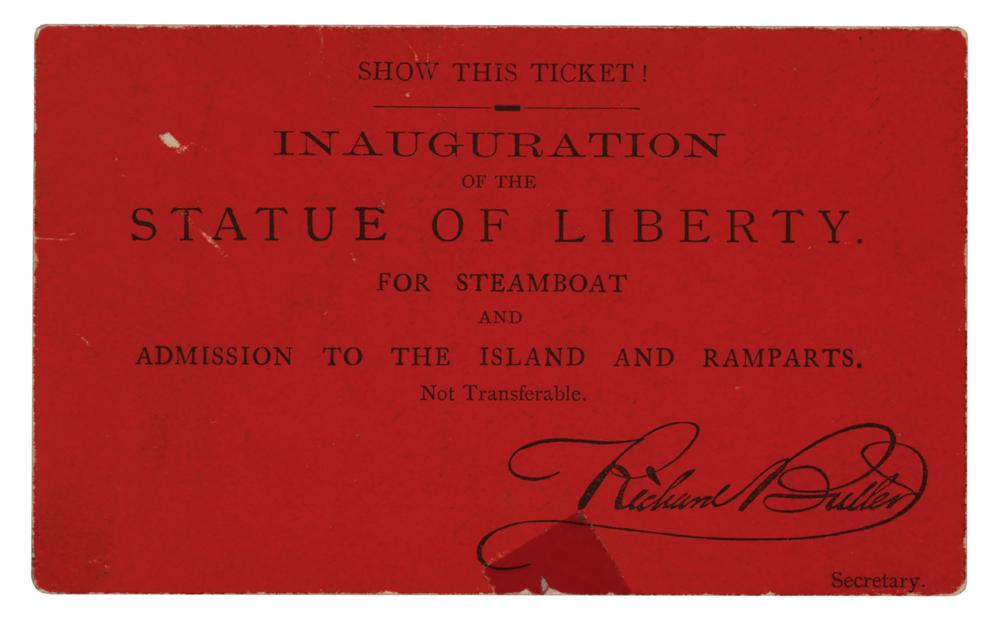 SHOW THIS TICKET!
INAUGURATION
OF THE
STATUE OF LIBERTY.
FOR STEAMBOAT
AND
ADMISSION TO THE ISLAND AND RAMPARTS.
Not Transferable.
Richard Butler
Secretary.